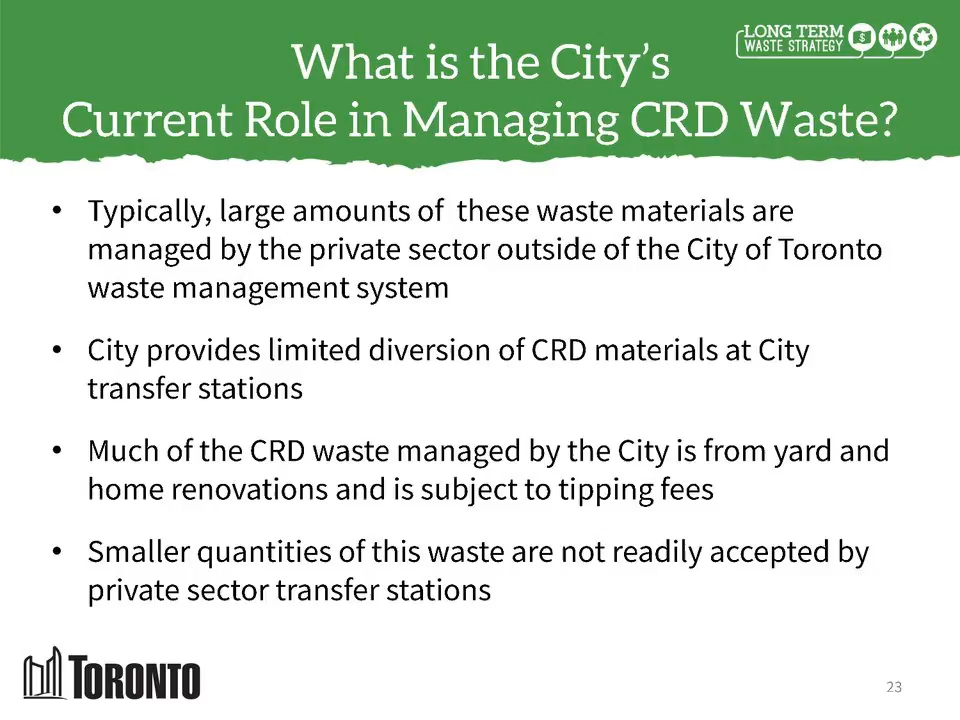 LONG TERM
WASTE STRATEGY
$
What is the City’s
Current Role in Managing CRD Waste?
• Typically, large amounts of  these waste materials are
managed by the private sector outside of the City of Toronto
waste management system
• City provides limited diversion of CRD materials at City
transfer stations
• Much of the CRD waste managed by the City is from yard and
home renovations and is subject to tipping fees
• Smaller quantities of this waste are not readily accepted by
private sector transfer stations
TORONTO
23